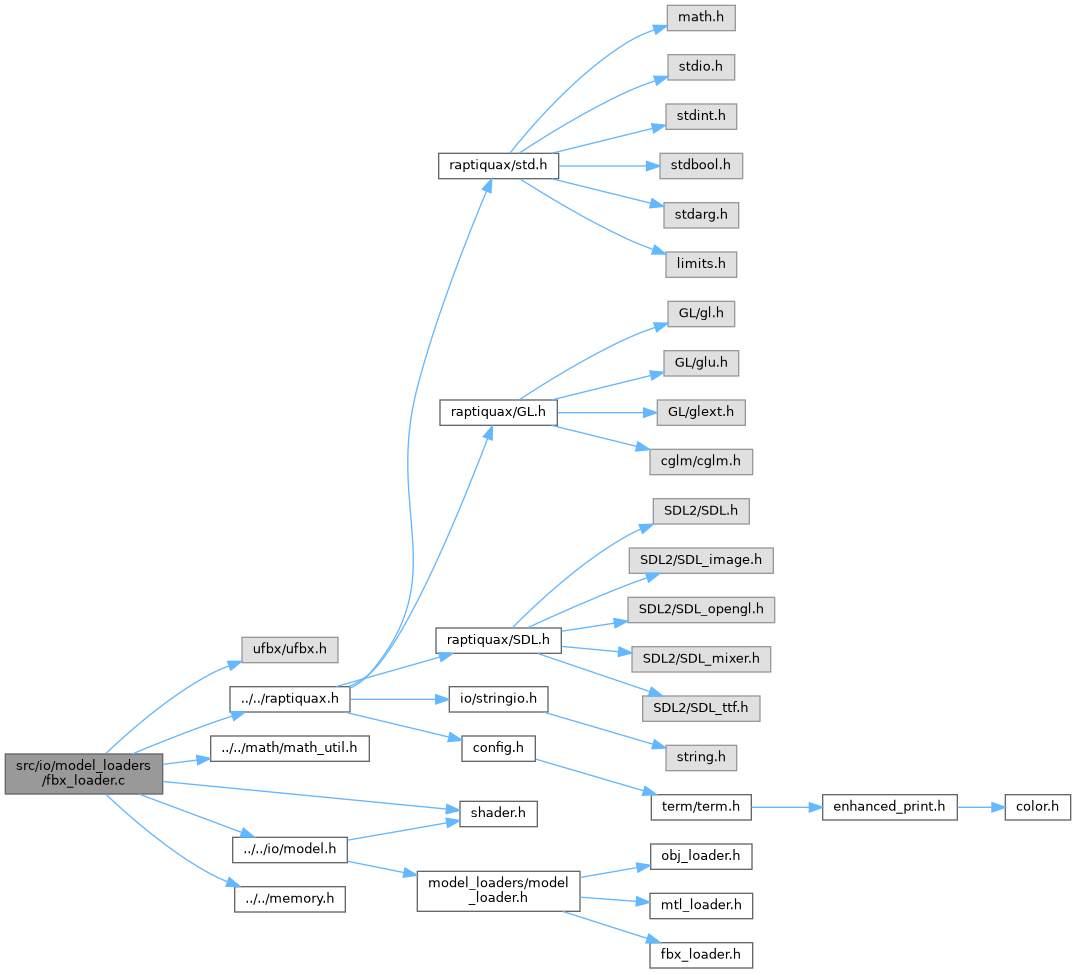 math.h
stdio.h
stdint.h
raptiquax/std.h
stdbool.h
stdarg.h
limits.h
GL/gl.h
GL/glu.h
raptiquax/GL.h
GL/glext.h
cglm/cglm.h
SDL2/SDL.h
SDL2/SDL_image.h
SDL2/SDL_opengl.h
raptiquax/SDL.h
ufbx/ufbx.h
SDL2/SDL_mixer.h
../../raptiquax.h
io/stringio.h
SDL2/SDL_ttf.h
../../math/math_util.h
config.h
string.h
src/io/model_loaders
/fbx_loader.c
shader.h
term/term.h
enhanced_print.h
color.h
../../io/model.h
obj_loader.h
model_loaders/model
_loader.h
../../memory.h
mtl_loader.h
fbx_loader.h